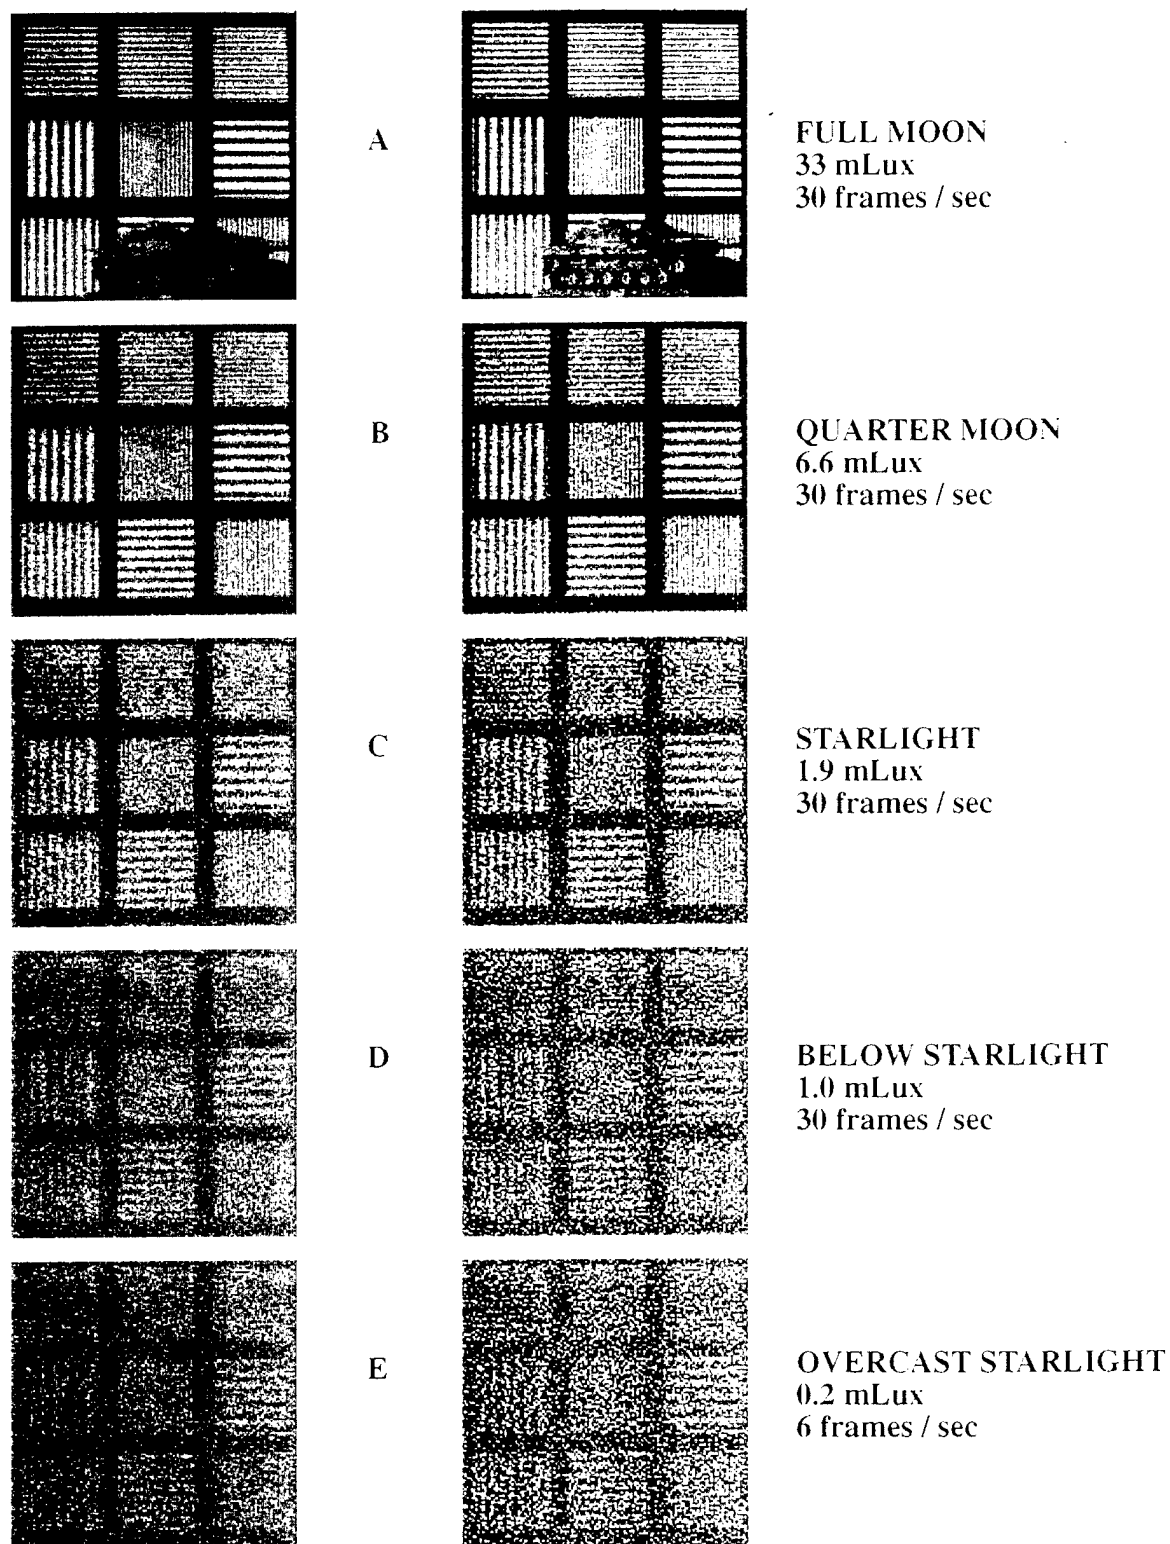 A
FULL MOON
33 mLux
30 frames / sec
B
QUARTER MOON
6.6 mLux
30 frames / sec
C
STARLIGHT
1.9 mLux
30 frames / sec
D
BELOW STARLIGHT
1.0 mLux
30 frames / sec
E
OVERCAST STARLIGHT
0.2 mLux
6 frames / sec